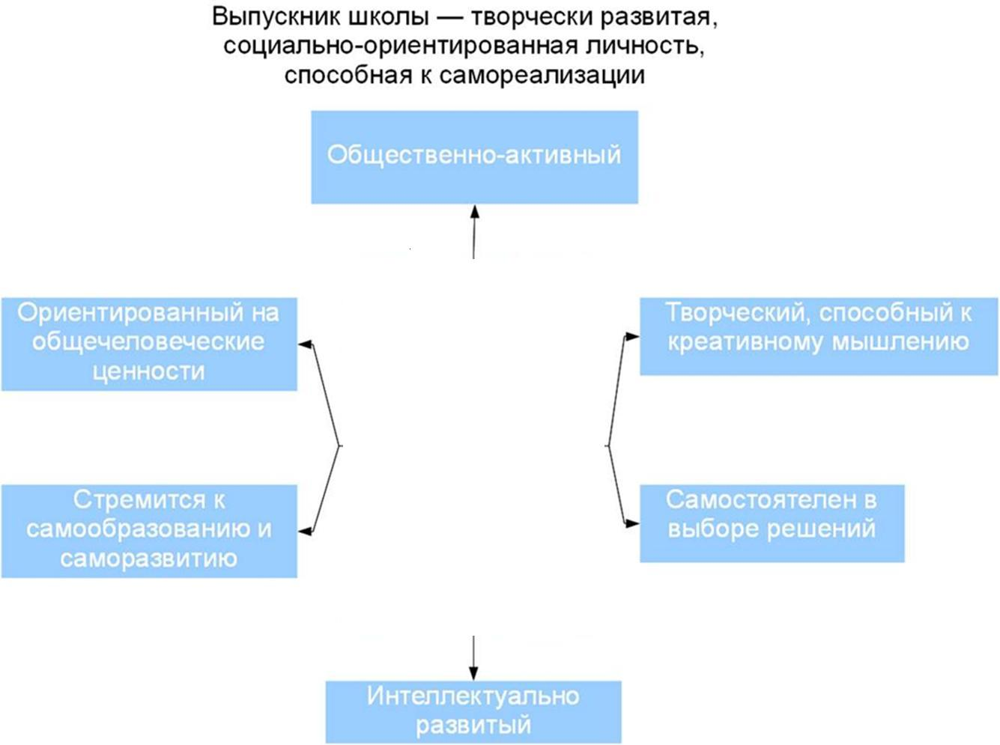 Выпускник школы — творчески развитая,
социально-ориентированная личность,
способная к самореализации
Общественно-активный
Ориентированный на
общечеловеческие
ценности
Творческий, способный к
креативному мышлению
Стремится к
самообразованию и
саморазвитию
Самостоятелен в
выборе решений
Интеллектуально
развитый